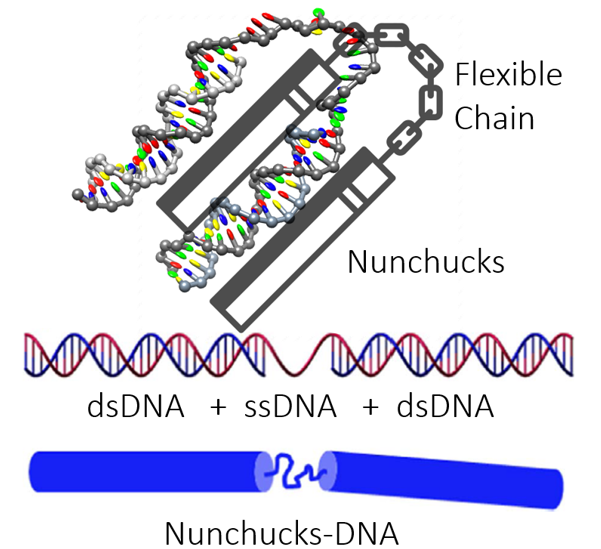 Flexible
Chain
Nunchucks
dsDNA + ssDNA + dsDNA
Nunchucks-DNA